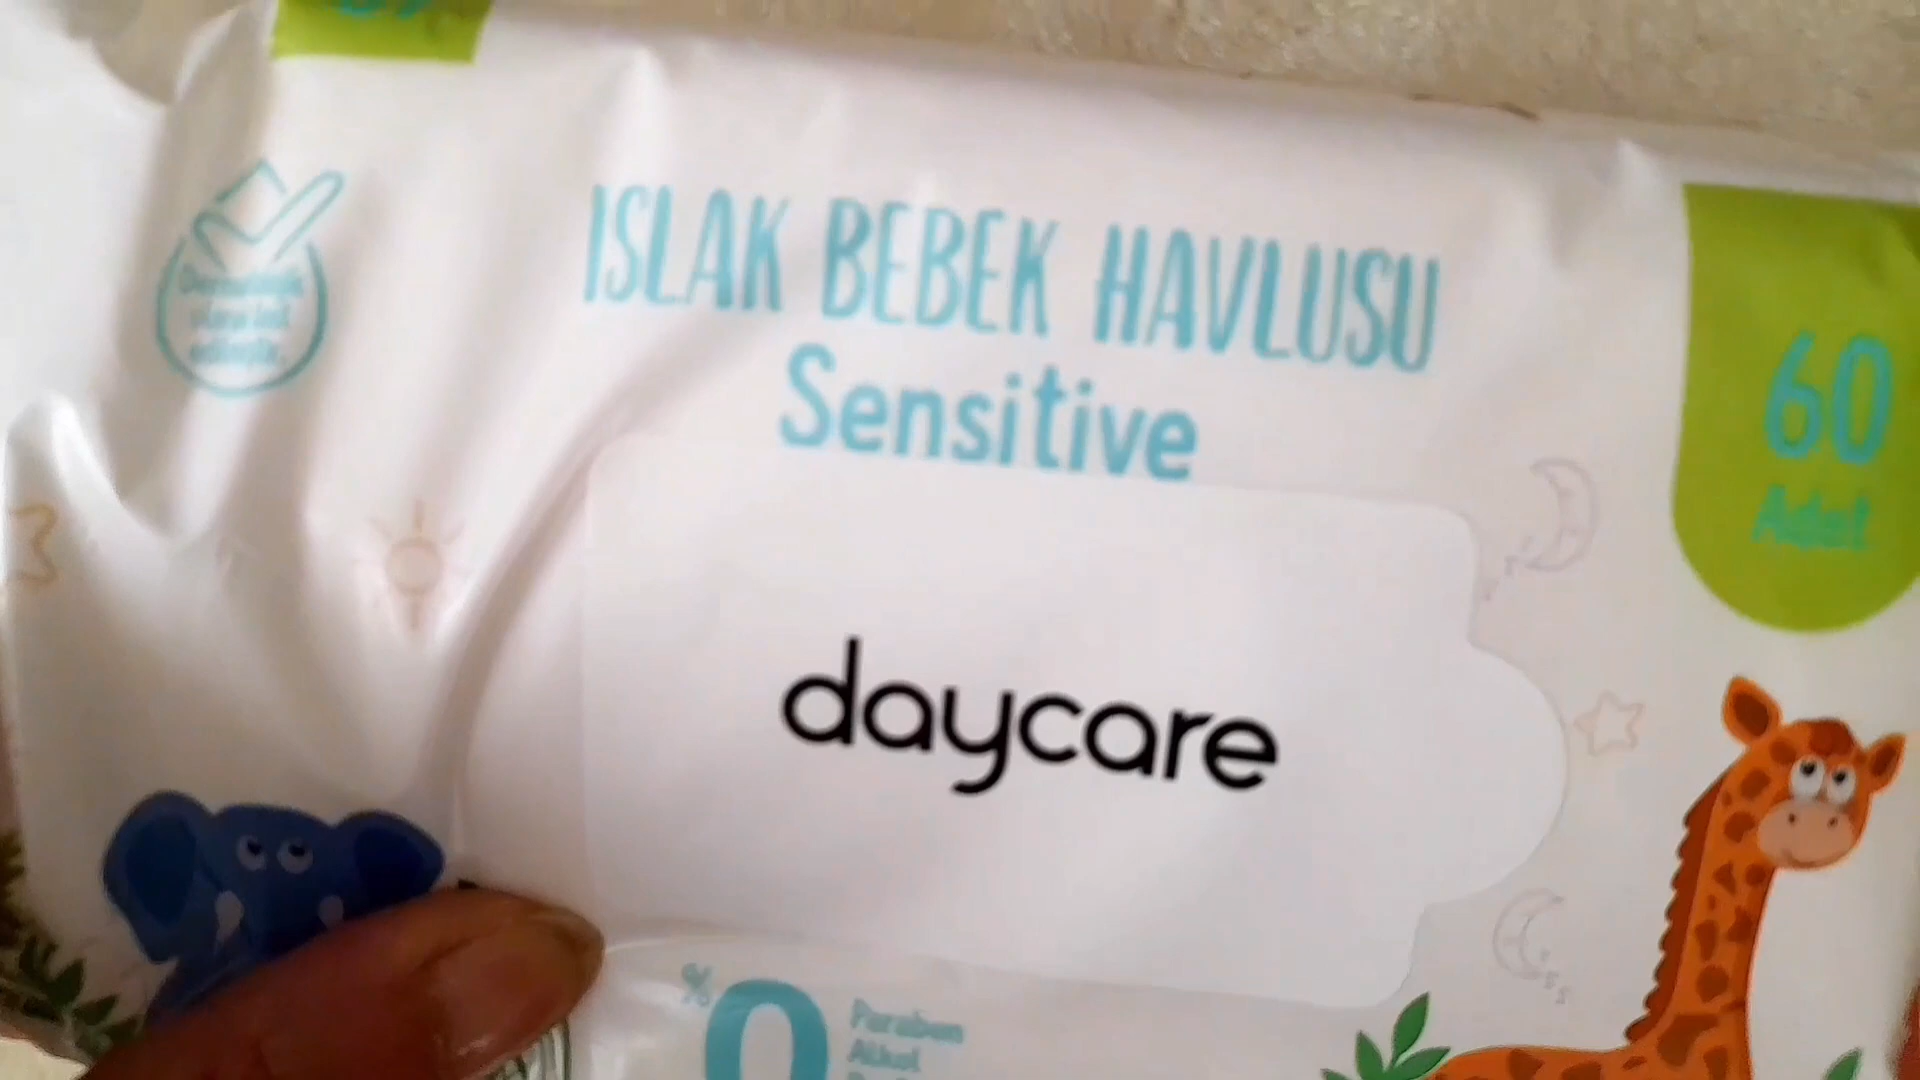 ISLAK BEBEK HAVLUSU
Sensitive
60
Adet
daycare
%0
Paraben
Alkol